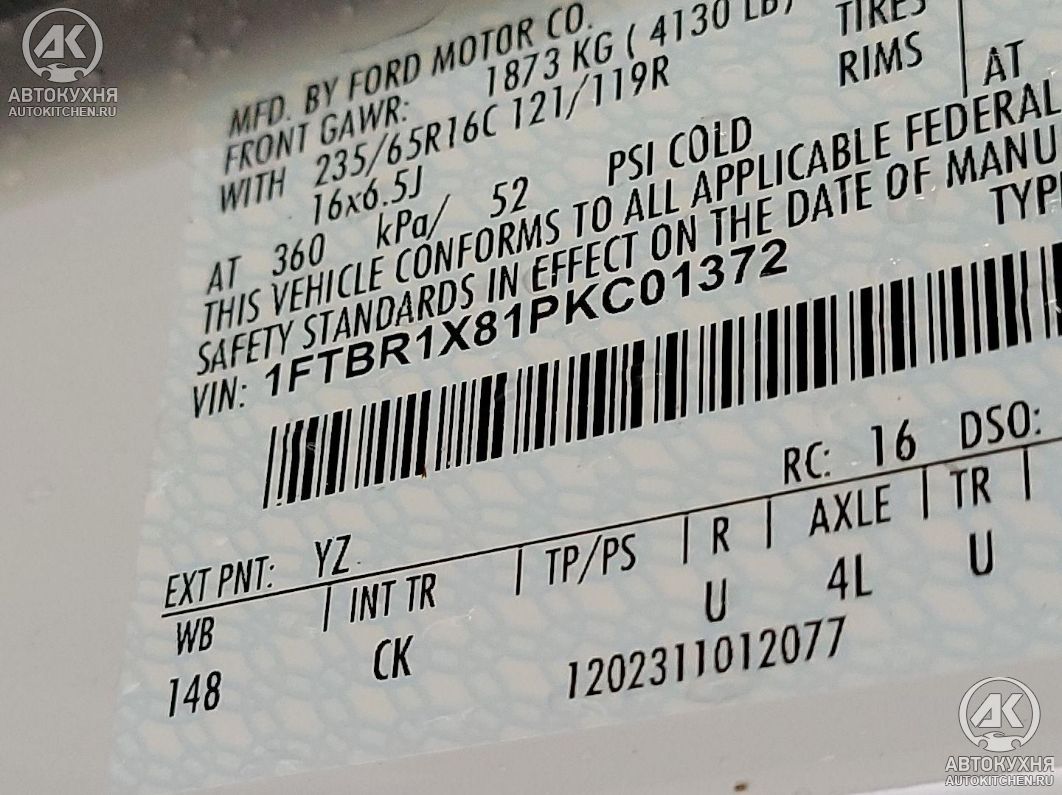 АВТОКУХНЯ
AUTOKITCHEN.RU
MFD. BY FORD MOTOR CO.
FRONT GAWR: 1873 KG ( 4130 LB) TIRES
WITH 235/65R16C 121/119R RIMS
16x6.5J AT
AT 360 kPa/ 52 PSI COLD
THIS VEHICLE CONFORMS TO ALL APPLICABLE FEDERAL
SAFETY STANDARDS IN EFFECT ON THE DATE OF MANU
VIN: 1FTBR1X81PKC01372 TYPE
RC: 16 DSO:
EXT PNT: YZ
WB | INT TR | TP/PS | R | AXLE | TR |
148 CK U 4L U
1202311012077
АВТОКУХНЯ
AUTOKITCHEN.RU